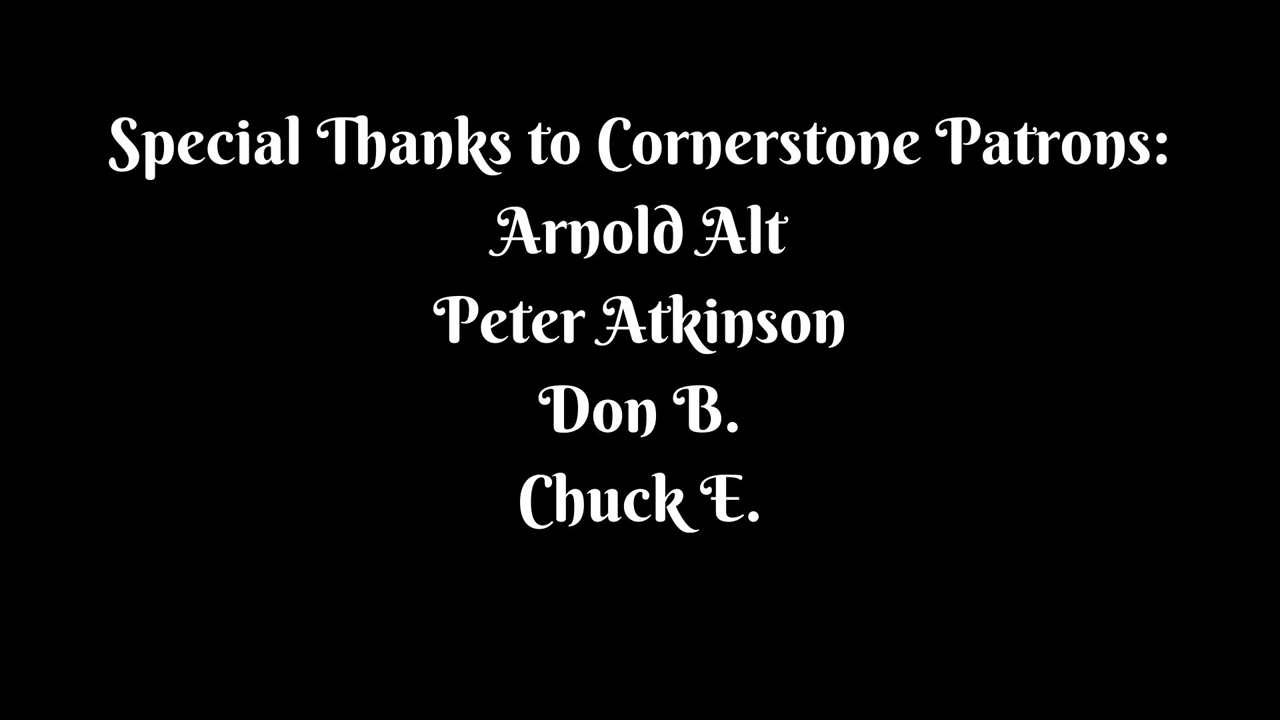 Special Thanks to Cornerstone Patrons:
Arnold Alt
Peter Atkinson
Don B.
Chuck E.